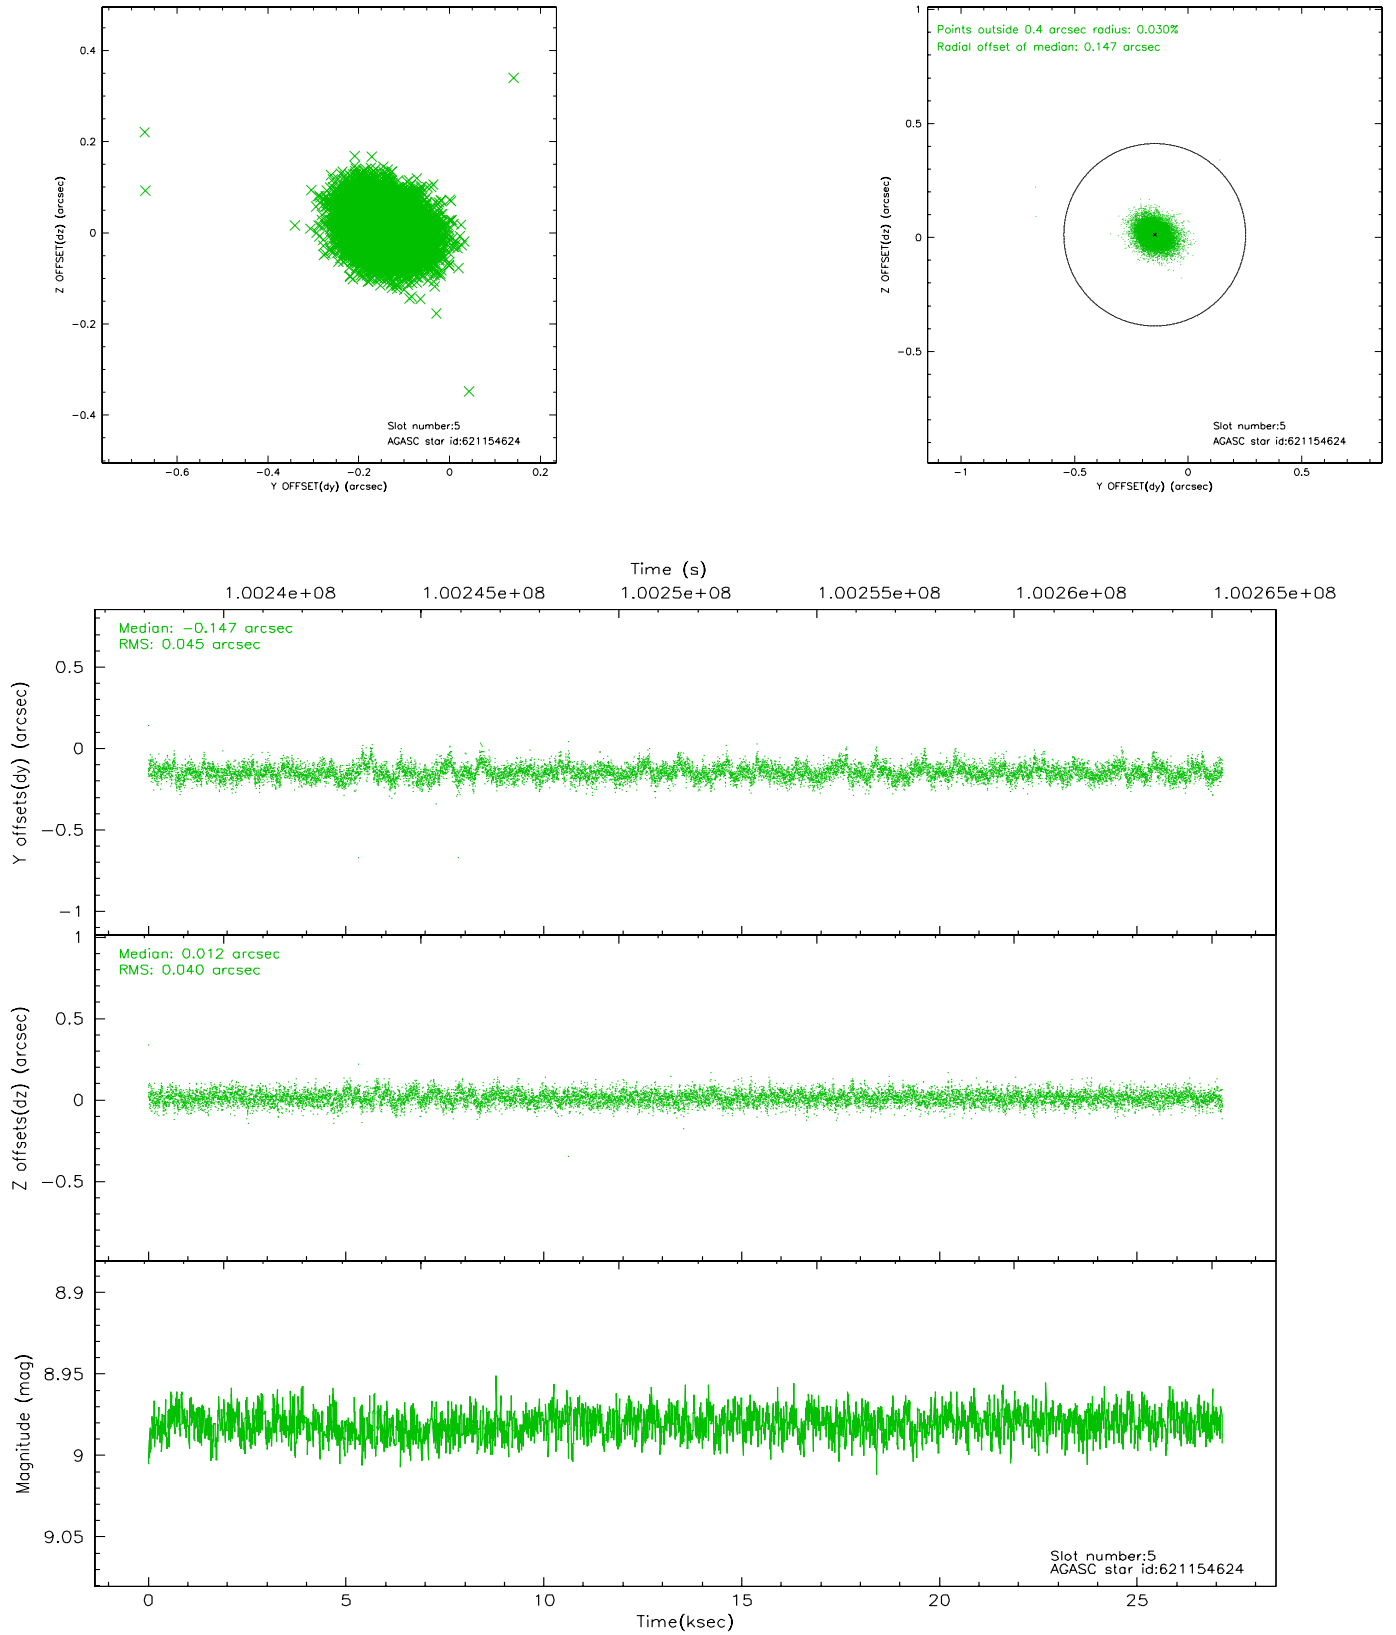 0.4
0.2
0
−0.2
−0.4
Z OFFSET(dz) (arcsec)
Slot number:5
AGASC star id:621154624
−0.6 −0.4 −0.2 0 0.2
Y OFFSET(dy) (arcsec)
Points outside 0.4 arcsec radius: 0.030%
Radial offset of median: 0.147 arcsec
1
0.5
0
−0.5
Z OFFSET(dz) (arcsec)
Slot number:5
AGASC star id:621154624
−1 −0.5 0 0.5
Y OFFSET(dy) (arcsec)
Time (s)
1.0024e+08 1.00245e+08 1.0025e+08 1.00255e+08 1.0026e+08 1.00265e+08
Median: −0.147 arcsec
RMS: 0.045 arcsec
0.5
0
−0.5
−1
Y offsets(dy) (arcsec)
Median: 0.012 arcsec
RMS: 0.040 arcsec
1
0.5
0
−0.5
Z offsets(dz) (arcsec)
8.9
8.95
9
9.05
Magnitude (mag)
Slot number:5
AGASC star id:621154624
0 5 10 15 20 25
Time(ksec)